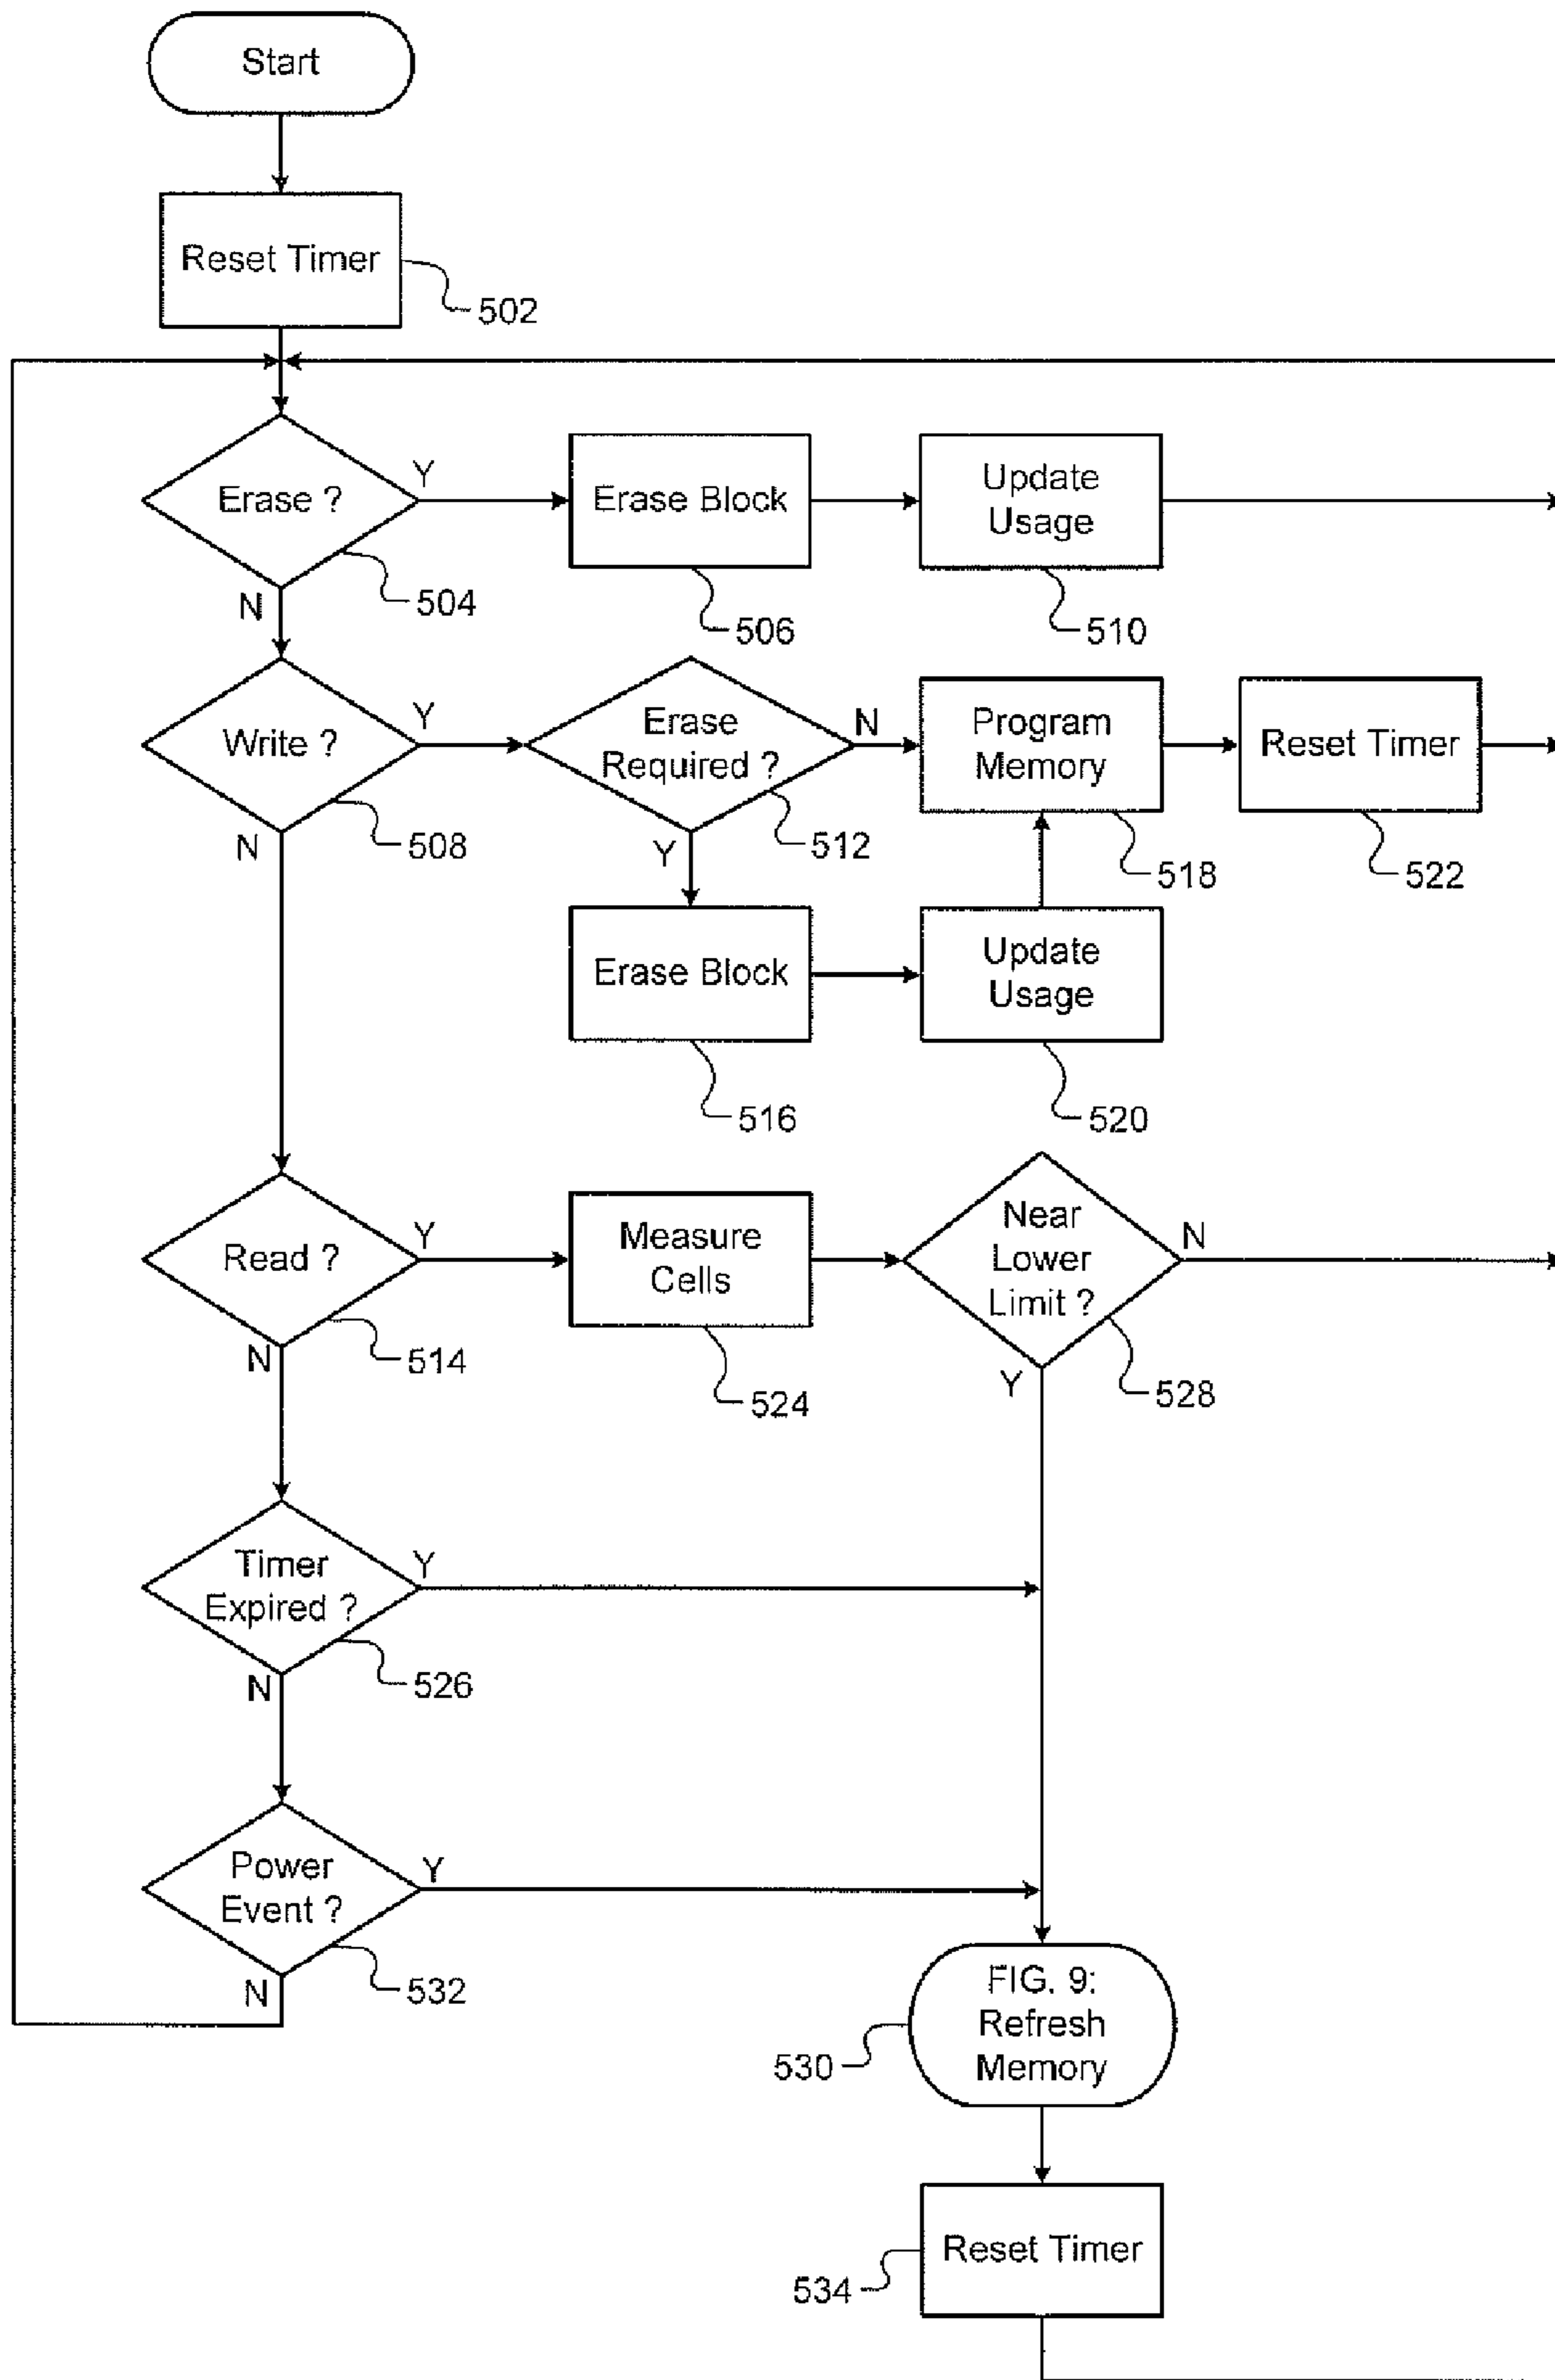 Start
Reset Timer
502
Erase ?
Y
N
504
Erase Block
506
Update
Usage
510
Write ?
Y
N
508
Erase
Required ?
N
Y
512
Program
Memory
518
Reset Timer
522
Erase Block
516
Update
Usage
520
Read ?
Y
N
514
Measure
Cells
524
Near
Lower
Limit ?
N
Y
528
Timer
Expired ?
Y
N
526
Power
Event ?
Y
N
532
FIG. 9:
Refresh
Memory
530
Reset Timer
534